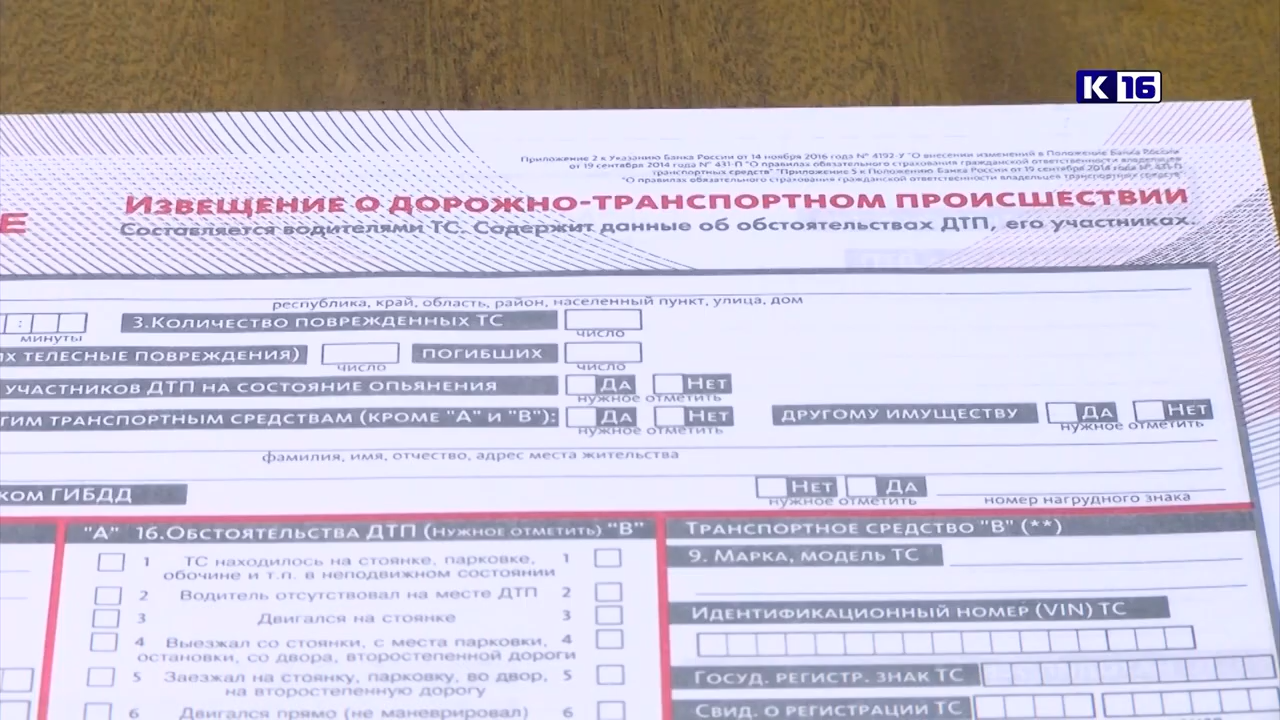 К 16
Приложение 2 к Указанию Банка России от 14 ноября 2016 года № 4192-У "О внесении изменений в Положение Банка России
от 19 сентября 2014 года № 431-П "О правилах обязательного страхования гражданской ответственности владельцев
транспортных средств" "Приложение 5 к Положению Банка России от 19 сентября 2014 года № 431-П
"О правилах обязательного страхования гражданской ответственности владельцев транспортных средств"
Е ИЗВЕЩЕНИЕ О ДОРОЖНО-ТРАНСПОРТНОМ ПРОИСШЕСТВИИ
Составляется водителями ТС. Содержит данные об обстоятельствах ДТП, его участниках.
республика, край, область, район, населенный пункт, улица, дом
: 3.КОЛИЧЕСТВО ПОВРЕЖДЕННЫХ ТС
минуты число
ИХ ТЕЛЕСНЫЕ ПОВРЕЖДЕНИЯ) ПОГИБШИХ
число число
УЧАСТНИКОВ ДТП НА СОСТОЯНИЕ ОПЬЯНЕНИЯ ДА НЕТ
нужное отметить
ГИМ ТРАНСПОРТНЫМ СРЕДСТВАМ (КРОМЕ "А" И "В"): ДА НЕТ ДРУГОМУ ИМУЩЕСТВУ ДА НЕТ
нужное отметить нужное отметить
фамилия, имя, отчество, адрес места жительства
КОМ ГИБДД НЕТ ДА
нужное отметить номер нагрудного знака
"А" 16.ОБСТОЯТЕЛЬСТВА ДТП (НУЖНОЕ ОТМЕТИТЬ) "В"
1 ТС находилось на стоянке, парковке, 1
обочине и т.п. в неподвижном состоянии
2 Водитель отсутствовал на месте ДТП 2
3 Двигался на стоянке 3
4 Выезжал со стоянки, с места парковки, 4
остановки, со двора, второстепенной дороги
5 Заезжал на стоянку, парковку, во двор, 5
на второстепенную дорогу
6 Двигался прямо (не маневрировал) 6
ТРАНСПОРТНОЕ СРЕДСТВО "В" (**)
9. МАРКА, МОДЕЛЬ ТС
ИДЕНТИФИКАЦИОННЫЙ НОМЕР (VIN) ТС
ГОСУД. РЕГИСТР. ЗНАК ТС
СВИД. О РЕГИСТРАЦИИ ТС